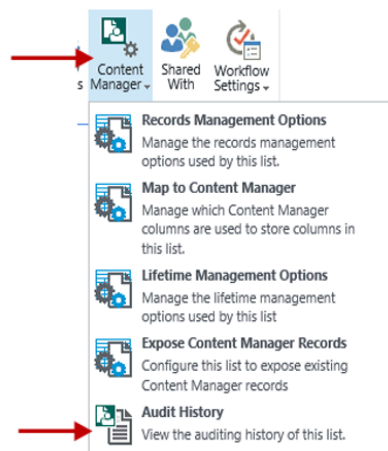 Content
Manager
Shared
With
Workflow
Settings
s
Records Management Options
Manage the records management
options used by this list.
Map to Content Manager
Manage which Content Manager
columns are used to store columns in
this list.
Lifetime Management Options
Manage the lifetime management
options used by this list
Expose Content Manager Records
Configure this list to expose existing
Content Manager records
Audit History
View the auditing history of this list.